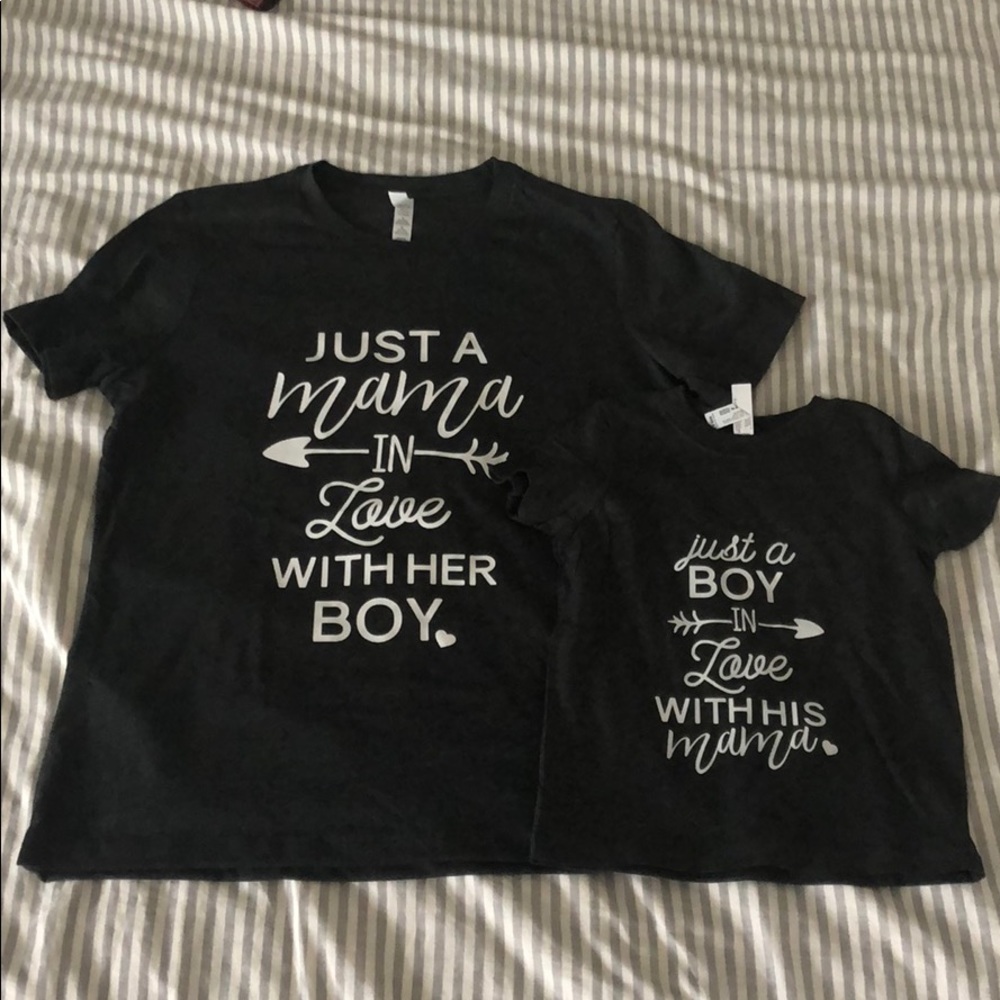 JUST A
mama
IN
Love
WITH HER
BOY
just a
BOY
IN
Love
WITH HIS
mama